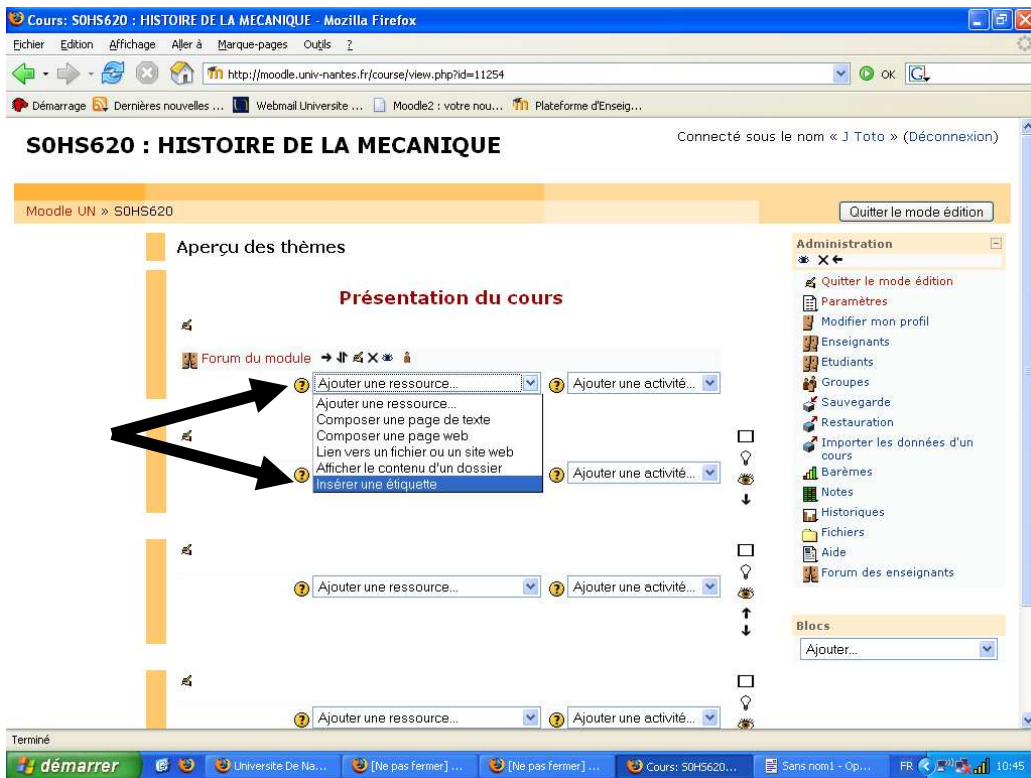 Cours: S0HS620 : HISTOIRE DE LA MECANIQUE - Mozilla Firefox
Fichier Edition Affichage Aller à Marque-pages Outils ?
http://moodle.univ-nantes.fr/course/view.php?id=11254 OK
Démarrage Dernières nouvelles ... Webmail Universite ... Moodle2 : votre nou... Plateforme d'Enseig...
S0HS620 : HISTOIRE DE LA MECANIQUE
Connecté sous le nom « J Toto » (Déconnexion)
Moodle UN » S0HS620
Quitter le mode édition
Aperçu des thèmes
Présentation du cours
Forum du module
Ajouter une ressource... Ajouter une activité...
Ajouter une ressource...
Composer une page de texte
Composer une page web
Lien vers un fichier ou un site web
Afficher le contenu d'un dossier
Insérer une étiquette
Ajouter une activité...
Ajouter une ressource... Ajouter une activité...
Ajouter une ressource... Ajouter une activité...
Administration
Quitter le mode édition
Paramètres
Modifier mon profil
Enseignants
Etudiants
Groupes
Sauvegarde
Restauration
Importer les données d'un
cours
Barèmes
Notes
Historiques
Fichiers
Aide
Forum des enseignants
Blocs
Ajouter...
Terminé
démarrer Universite De Na... [Ne pas fermer] ... [Ne pas fermer] ... Cours: S0HS620... Sans nom1 - Op... FR 10:45